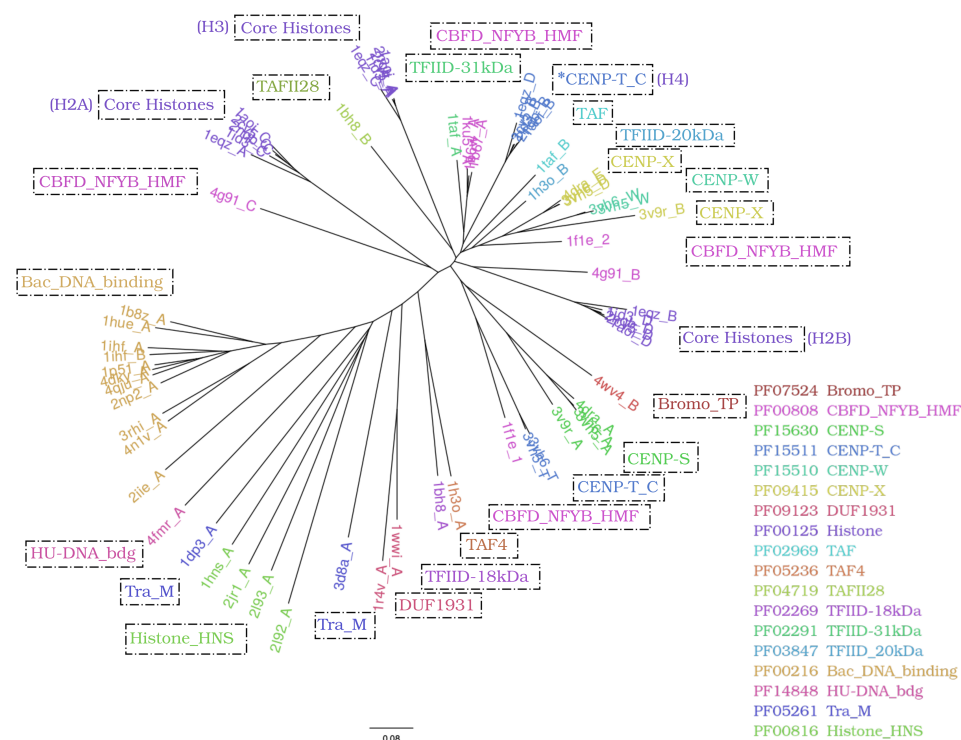 (H3) Core Histones
CBFD_NFYB_HMF
TFIID-31kDa
*CENP-T_C (H4)
TAFII28
(H2A) Core Histones
TAF
TFIID-20kDa
CENP-X
CENP-W
CBFD_NFYB_HMF
CENP-X
CBFD_NFYB_HMF
Bac_DNA_binding
Core Histones (H2B)
Bromo_TP
CENP-S
CENP-T_C
CBFD_NFYB_HMF
TAF4
HU-DNA_bdg
TFIID-18kDa
Tra_M
DUF1931
Tra_M
Histone_HNS
1eqz_C
1bh8_B
1taf_A
1eqz_D
1taf_B
1h3o_B
1eqz_A
4g91_C
3vh5_W
3v9r_B
1f1e_2
4g91_B
1eqz_B
1b8z_A
1hue_A
1ihf_A
1ihf_B
1p51_A
2np2_A
3rhi_A
4n1v_A
2iie_A
4fmr_A
1dp3_A
1hns_A
2jr1_A
2l93_A
2l92_A
3d8a_A
1r4v_A
1wwi_A
1bh8_A
1h3o_A
1f1e_1
3v9r_A
4wv4_B
0.08
PF07524 Bromo_TP
PF00808 CBFD_NFYB_HMF
PF15630 CENP-S
PF15511 CENP-T_C
PF15510 CENP-W
PF09415 CENP-X
PF09123 DUF1931
PF00125 Histone
PF02969 TAF
PF05236 TAF4
PF04719 TAFII28
PF02269 TFIID-18kDa
PF02291 TFIID-31kDa
PF03847 TFIID_20kDa
PF00216 Bac_DNA_binding
PF14848 HU-DNA_bdg
PF05261 Tra_M
PF00816 Histone_HNS